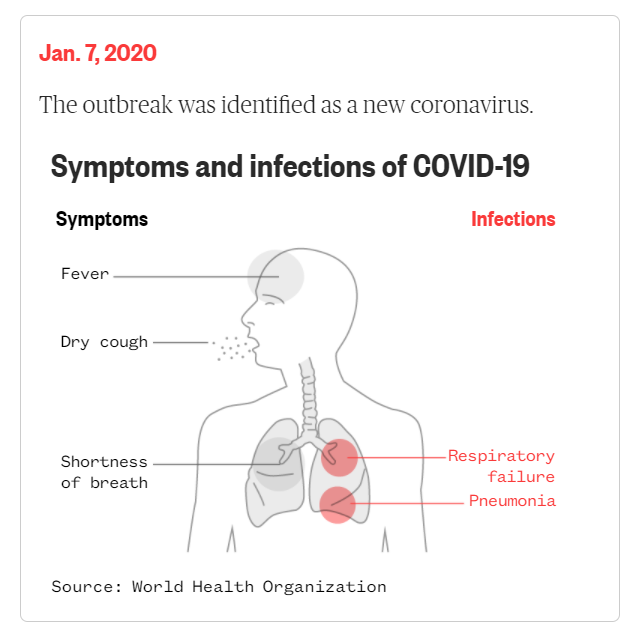 Jan. 7, 2020
The outbreak was identified as a new coronavirus.
Symptoms and infections of COVID-19
Symptoms
Infections
Fever
Dry cough
Shortness
of breath
Respiratory
failure
Pneumonia
Source: World Health Organization